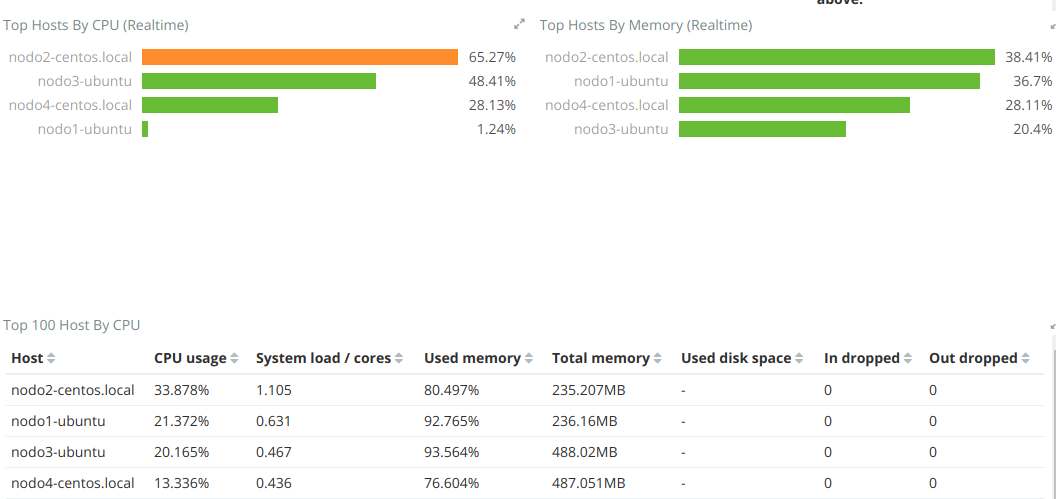 above.
Top Hosts By CPU (Realtime)
nodo2-centos.local 65.27%
nodo3-ubuntu 48.41%
nodo4-centos.local 28.13%
nodo1-ubuntu 1.24%
Top Hosts By Memory (Realtime)
nodo2-centos.local 38.41%
nodo1-ubuntu 36.7%
nodo4-centos.local 28.11%
nodo3-ubuntu 20.4%
Top 100 Host By CPU
Host CPU usage System load / cores Used memory Total memory Used disk space In dropped Out dropped
nodo2-centos.local 33.878% 1.105 80.497% 235.207MB - 0 0
nodo1-ubuntu 21.372% 0.631 92.765% 236.16MB - 0 0
nodo3-ubuntu 20.165% 0.467 93.564% 488.02MB - 0 0
nodo4-centos.local 13.336% 0.436 76.604% 487.051MB - 0 0